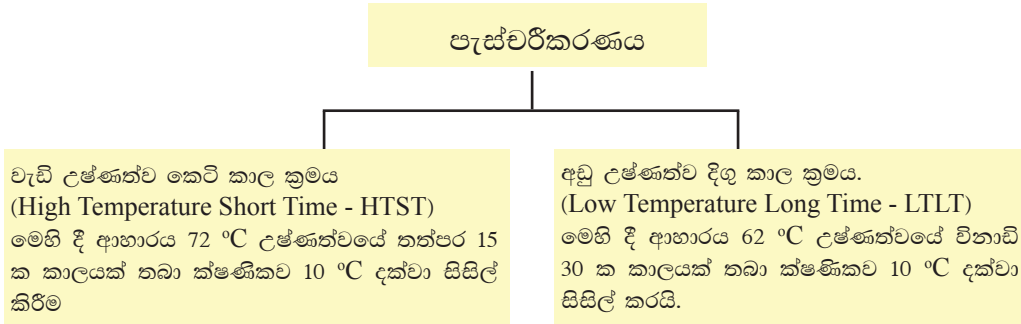 පැස්චරීකරණය
වැඩි උෂ්ණත්ව කෙටි කාල ක්‍රමය
(High Temperature Short Time - HTST)
මෙහි දී ආහාරය 72 °C උෂ්ණත්වයේ තත්පර 15
ක කාලයක් තබා ක්ෂණිකව 10 °C දක්වා සිසිල්
කිරීම
අඩු උෂ්ණත්ව දිගු කාල ක්‍රමය.
(Low Temperature Long Time - LTLT)
මෙහි දී ආහාරය 62 °C උෂ්ණත්වයේ විනාඩි
30 ක කාලයක් තබා ක්ෂණිකව 10 °C දක්වා
සිසිල් කරයි.